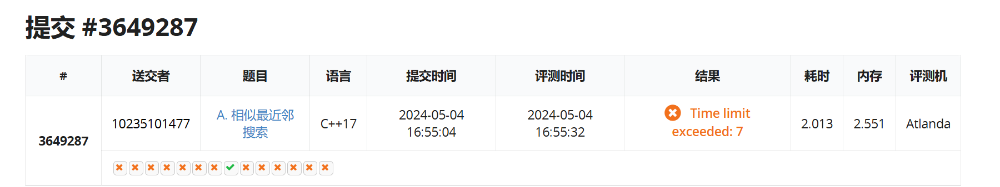 提交 #3649287
# 送交者 题目 语言 提交时间 评测时间 结果 耗时 内存 评测机
3649287 10235101477 A. 相似最近邻搜索 C++17 2024-05-04 16:55:04 2024-05-04 16:55:32 Time limit exceeded: 7 2.013 2.551 Atlanda